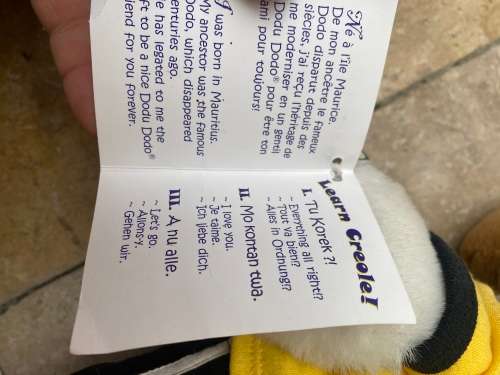 Né à l'île Maurice.
De mon ancêtre le fameux
Dodo disparut depuis des
siècles, j'ai reçu l'héritage de
me moderniser en un gentil
Dodu Dodo® pour être ton
ami pour toujours!
I was born in Mauritius.
My ancestor was the famous
Dodo, which disappeared
centuries ago.
He has legated to me the
to be a nice Dodu Dodo®
friend for you forever.
Learn Creole!
I. Tu Korek ?!
~ Everything all right!?
~ Tout va bien?
~ Alles in Ordnung!?
II. Mo kontan twa.
~ I love you.
~ Je t'aime.
~ Ich liebe dich.
III. A nu alle.
~ Let's go.
~ Allons-y.
~ Gehen wir.